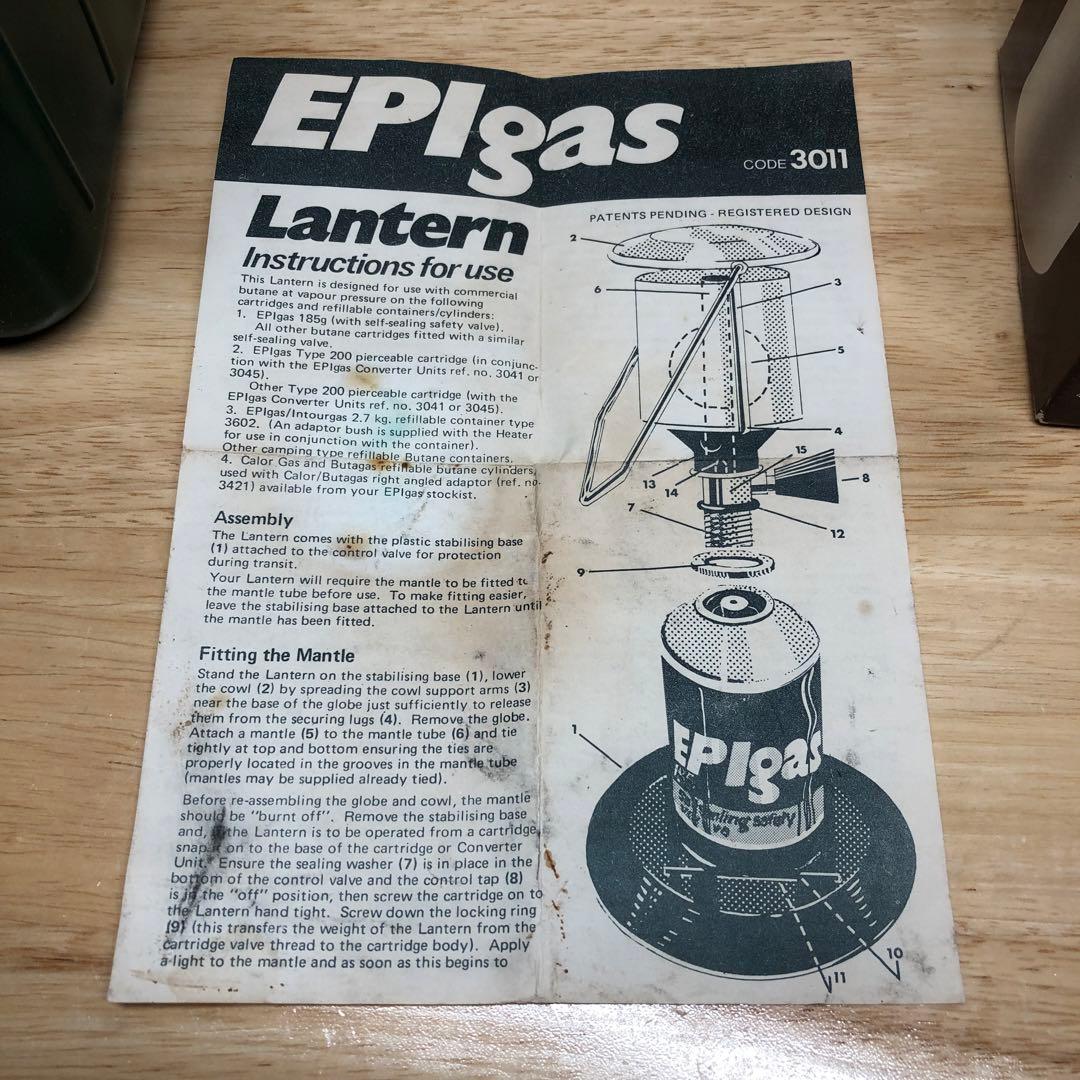 EPIgas
CODE 3011
Lantern
Instructions for use
This Lantern is designed for use with commercial
butane at vapour pressure on the following
cartridges and refillable containers/cylinders:
1. EPIgas 185g (with self-sealing safety valve).
All other butane cartridges fitted with a similar
self-sealing valve.
2. EPIgas Type 200 pierceable cartridge (in conjunc-
tion with the EPIgas Converter Units ref. no. 3041 or
3045).
Other Type 200 pierceable cartridge (with the
EPIgas Converter Units ref. no. 3041 or 3045).
3. EPIgas/Intourgas 2.7 kg. refillable container type
3602. (An adaptor bush is supplied with the Heater
for use in conjunction with the container).
Other camping type refillable Butane containers.
4. Calor Gas and Butagas refillable butane cylinders,
used with Calor/Butagas right angled adaptor (ref. no.
3421) available from your EPIgas stockist.
Assembly
The Lantern comes with the plastic stabilising base
(1) attached to the control valve for protection
during transit.
Your Lantern will require the mantle to be fitted to
the mantle tube before use. To make fitting easier,
leave the stabilising base attached to the Lantern until
the mantle has been fitted.
Fitting the Mantle
Stand the Lantern on the stabilising base (1), lower
the cowl (2) by spreading the cowl support arms (3)
near the base of the globe just sufficiently to release
them from the securing lugs (4). Remove the globe.
Attach a mantle (5) to the mantle tube (6) and tie
tightly at top and bottom ensuring the ties are
properly located in the grooves in the mantle tube
(mantles may be supplied already tied).
Before re-assembling the globe and cowl, the mantle
should be "burnt off". Remove the stabilising base
and, if the Lantern is to be operated from a cartridge,
snap it on to the base of the cartridge or Converter
Unit. Ensure the sealing washer (7) is in place in the
bottom of the control valve and the control tap (8)
is in the "off" position, then screw the cartridge on to
the Lantern hand tight. Screw down the locking ring
(9) (this transfers the weight of the Lantern from the
cartridge valve thread to the cartridge body). Apply
a light to the mantle and as soon as this begins to
PATENTS PENDING - REGISTERED DESIGN
2
6
3
5
4
15
13
14
8
7
12
9
1
EPIgas
safety
10
11